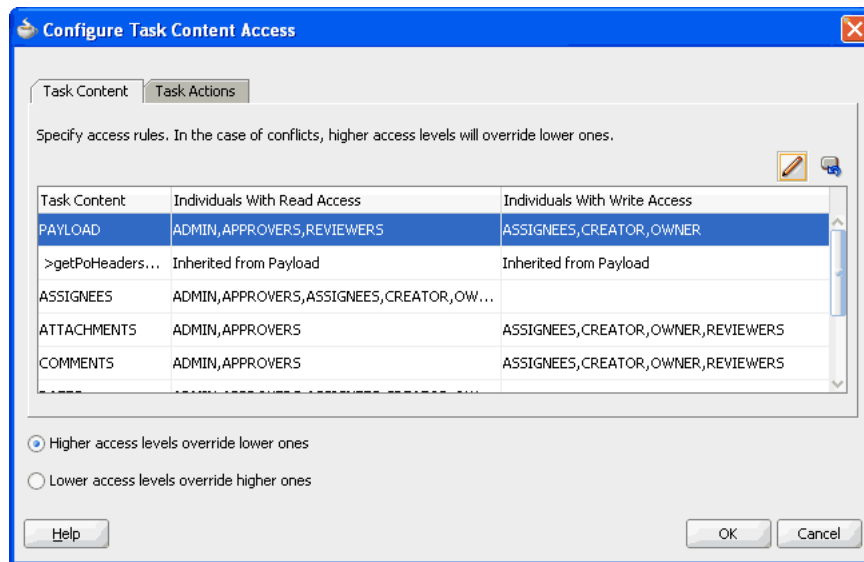 Configure Task Content Access
Task Content Task Actions
Specify access rules. In the case of conflicts, higher access levels will override lower ones.
Task Content Individuals With Read Access Individuals With Write Access
PAYLOAD ADMIN,APPROVERS,REVIEWERS ASSIGNEES,CREATOR,OWNER
>getPoHeaders... Inherited from Payload Inherited from Payload
ASSIGNEES ADMIN,APPROVERS,ASSIGNEES,CREATOR,OW...
ATTACHMENTS ADMIN,APPROVERS ASSIGNEES,CREATOR,OWNER,REVIEWERS
COMMENTS ADMIN,APPROVERS ASSIGNEES,CREATOR,OWNER,REVIEWERS
Higher access levels override lower ones
Lower access levels override higher ones
Help OK Cancel